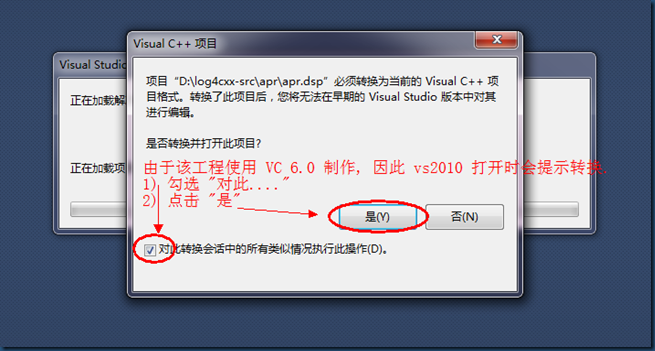 Visual C++ 项目
Visual Studio
正在加载解
正在加载项
项目“D:\log4cxx-src\apr\apr.dsp”必须转换为当前的 Visual C++ 项
目格式。转换了此项目后，您将无法在早期的 Visual Studio 版本中对其
进行编辑。
是否转换并打开此项目?
由于该工程使用 VC 6.0 制作, 因此 vs2010 打开时会提示转换.
1) 勾选 "对此...."
2) 点击 "是"
是(Y)
否(N)
对此转换会话中的所有类似情况执行此操作(D)。